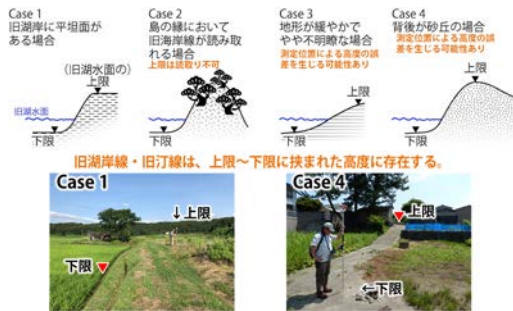 Case 1
旧湖岸に平坦面が
ある場合
Case 2
島の縁において
旧海岸線が読み取
れる場合
上限は読取り不可
Case 3
地形が緩やかで
やや不明瞭な場合
測定位置による高度の誤
差を生じる可能性あり
Case 4
背後が砂丘の場合
測定位置による高度の誤
差を生じる可能性あり
(旧湖水面の)
上限
旧湖水面
下限
下限
上限
下限
上限
下限
旧湖岸線・旧汀線は、上限～下限に挟まれた高度に存在する。
Case 1
↓上限
下限
Case 4
上限
←下限